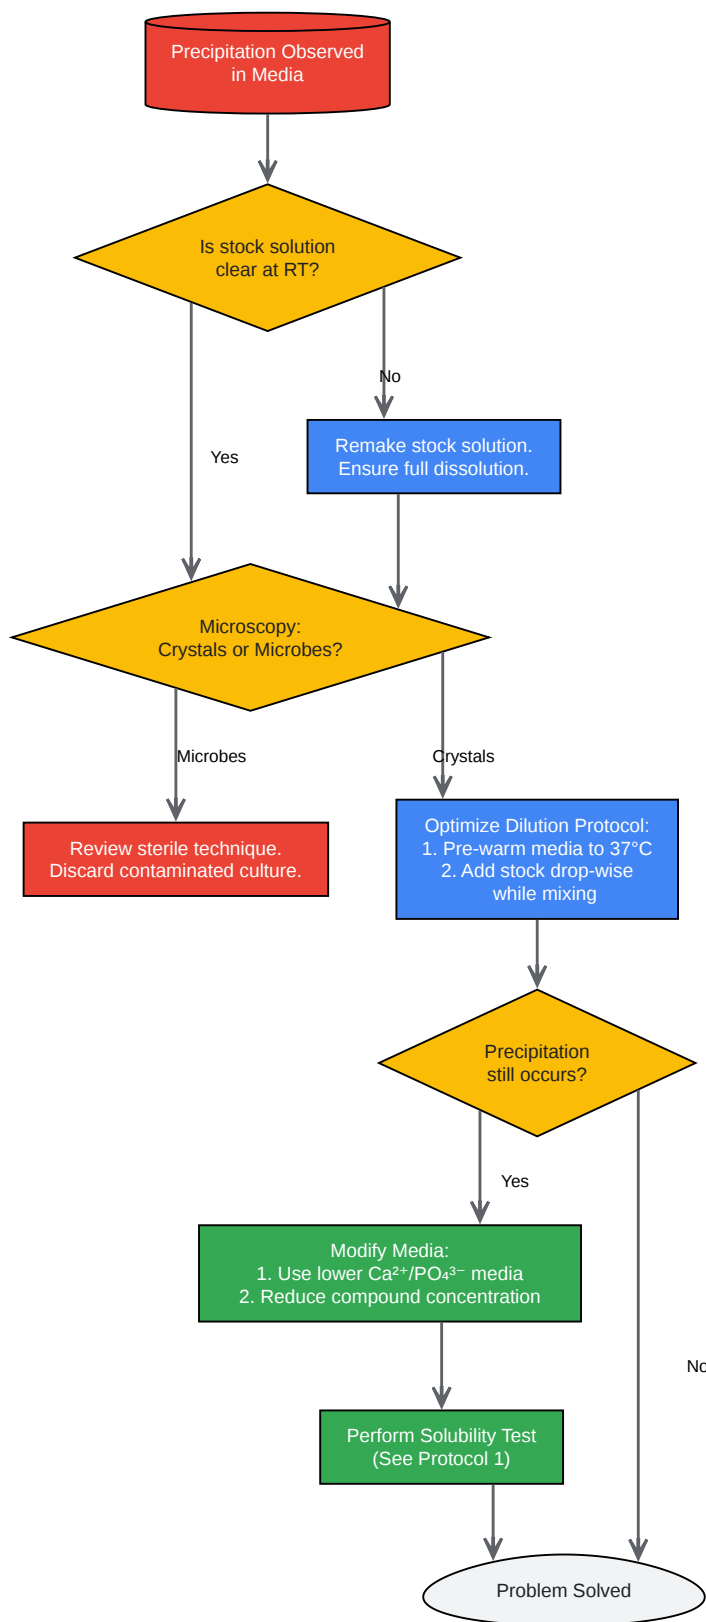 Precipitation Observed
in Media
Is stock solution
clear at RT?
No
Remake stock solution.
Ensure full dissolution.
Yes
Microscopy:
Crystals or Microbes?
Microbes
Crystals
Review sterile technique.
Discard contaminated culture.
Optimize Dilution Protocol:
1. Pre-warm media to 37°C
2. Add stock drop-wise
while mixing
Precipitation
still occurs?
Yes
Modify Media:
1. Use lower Ca²⁺/PO₄³⁻ media
2. Reduce compound concentration
No
Perform Solubility Test
(See Protocol 1)
Problem Solved